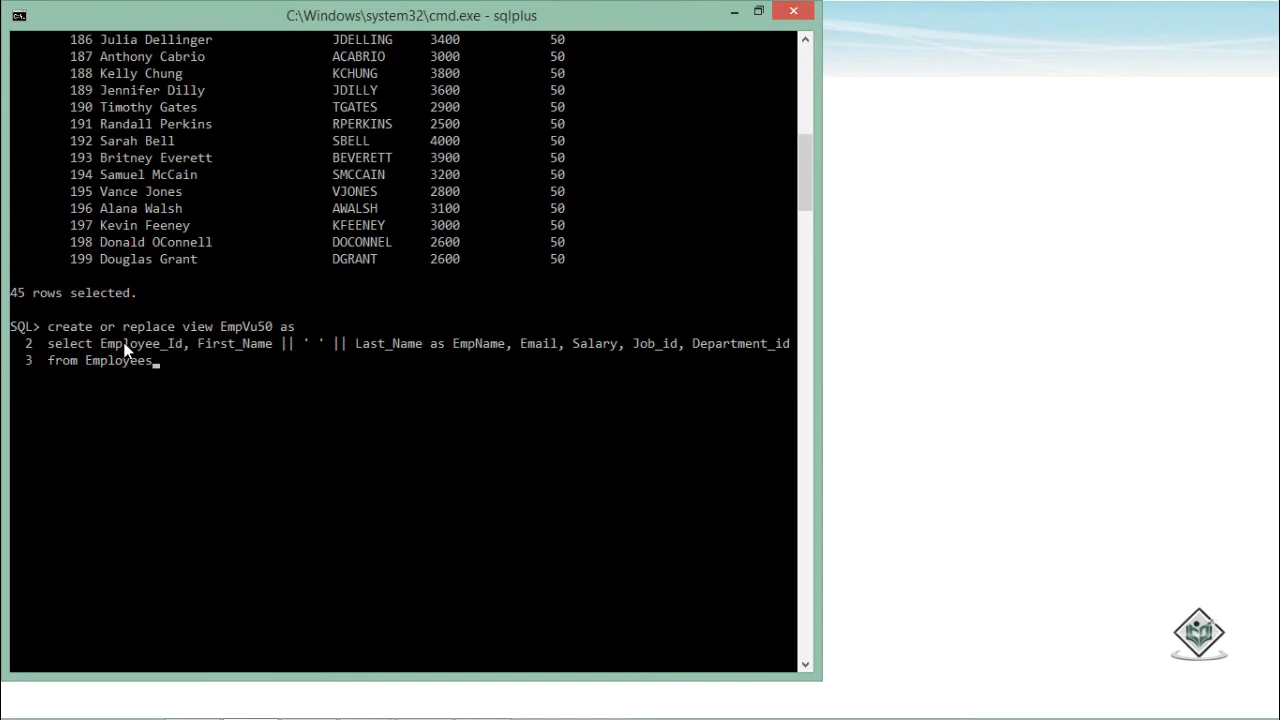 C:\Windows\system32\cmd.exe - sqlplus
186 Julia Dellinger JDELLING 3400 50
187 Anthony Cabrio ACABRIO 3000 50
188 Kelly Chung KCHUNG 3800 50
189 Jennifer Dilly JDILLY 3600 50
190 Timothy Gates TGATES 2900 50
191 Randall Perkins RPERKINS 2500 50
192 Sarah Bell SBELL 4000 50
193 Britney Everett BEVERETT 3900 50
194 Samuel McCain SMCCAIN 3200 50
195 Vance Jones VJONES 2800 50
196 Alana Walsh AWALSH 3100 50
197 Kevin Feeney KFEENEY 3000 50
198 Donald OConnell DOCONNEL 2600 50
199 Douglas Grant DGRANT 2600 50
45 rows selected.
SQL> create or replace view EmpVu50 as
2 select Employee_Id, First_Name || ' ' || Last_Name as EmpName, Email, Salary, Job_id, Department_id
3 from Employees